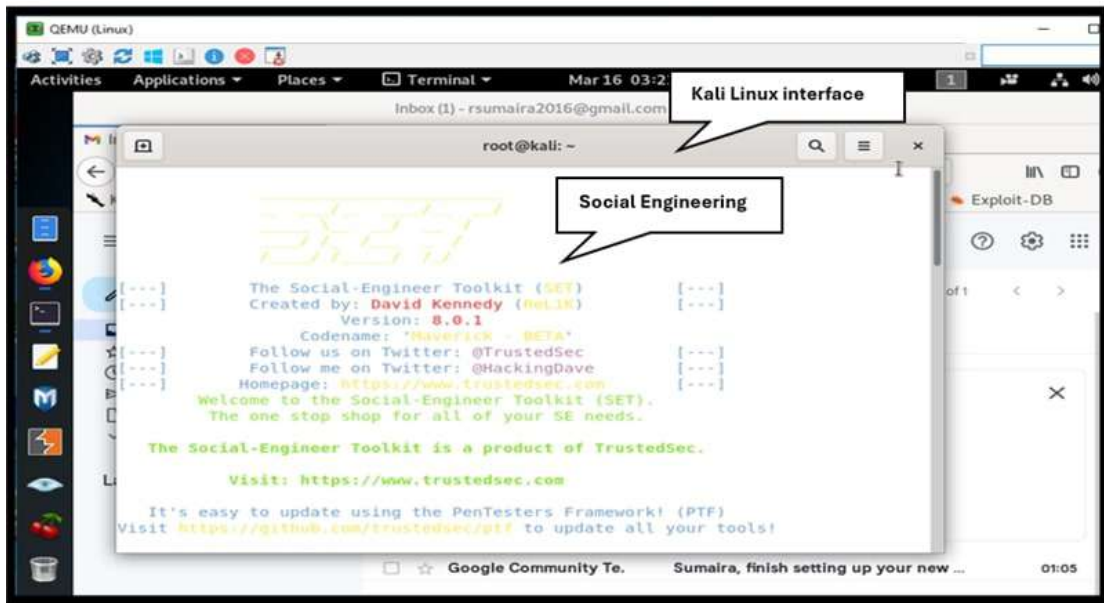 QEMU (Linux)
Activities Applications Places Terminal Mar 16 03:2 1
Kali Linux interface
Inbox (1) - rsumaira2016@gmail.com
root@kali: ~
Exploit-DB
Social Engineering
SET
of 1
[---] The Social-Engineer Toolkit (SET) [---]
[---] Created by: David Kennedy (ReL1K) [---]
Version: 8.0.1
Codename: 'Maverick - BETA'
[---] Follow us on Twitter: @TrustedSec [---]
[---] Follow me on Twitter: @HackingDave [---]
[---] Homepage: https://www.trustedsec.com [---]
Welcome to the Social-Engineer Toolkit (SET).
The one stop shop for all of your SE needs.
The Social-Engineer Toolkit is a product of TrustedSec.
Visit: https://www.trustedsec.com
It's easy to update using the PenTesters Framework! (PTF)
Visit https://github.com/trustedsec/ptf to update all your tools!
Google Community Te. Sumaira, finish setting up your new ... 01:05